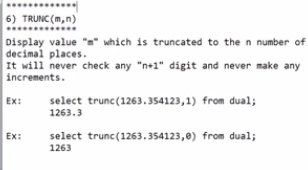 *************
6) TRUNC(m,n)
*************
Display value "m" which is truncated to the n number of
decimal places.
It will never check any "n+1" digit and never make any
increments.
Ex: select trunc(1263.354123,1) from dual;
1263.3
Ex: select trunc(1263.354123,0) from dual;
1263